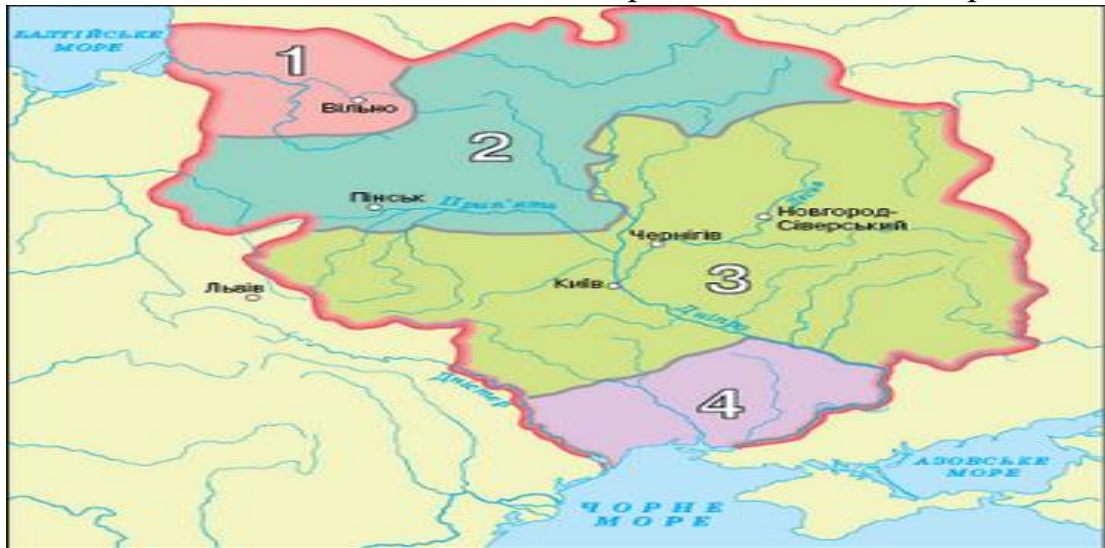 БАЛТІЙСЬКЕ
МОРЕ
1
Вільно
2
Пінськ
Прип'ять
Новгород-
Сіверський
Чернігів
Львів
Київ
3
Дніпро
Дністер
4
АЗОВСЬКЕ
МОРЕ
ЧОРНЕ
МОРЕ